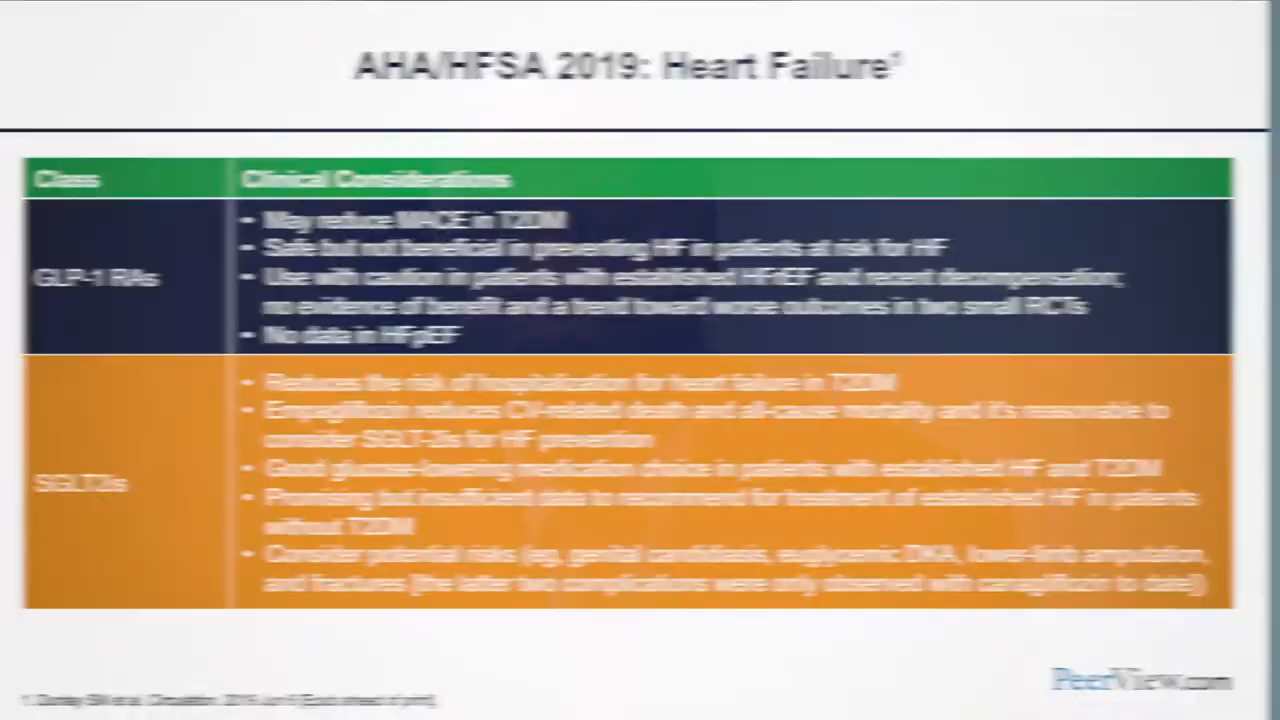 AHA/HFSA 2019: Heart Failure¹
Class
Clinical Considerations
GLP-1 RAs
• May reduce MACE in T2DM
• Safe but not beneficial in preventing HF in patients at risk for HF
• Use with caution in patients with established HFrEF and recent decompensation;
no evidence of benefit and a trend toward worse outcomes in two small RCTs
• No data in HFpEF
SGLT2is
• Reduces the risk of hospitalization for heart failure in T2DM
• Empagliflozin reduces CV-related death and all-cause mortality and it's reasonable to
consider SGLT-2is for HF prevention
• Good glucose-lowering medication choice in patients with established HF and T2DM
• Promising but insufficient data to recommend for treatment of established HF in patients
without T2DM
• Consider potential risks (eg, genital candidiasis, euglycemic DKA, lower-limb amputation,
and fractures [the latter two complications were only observed with canagliflozin to date])
PeerView.com